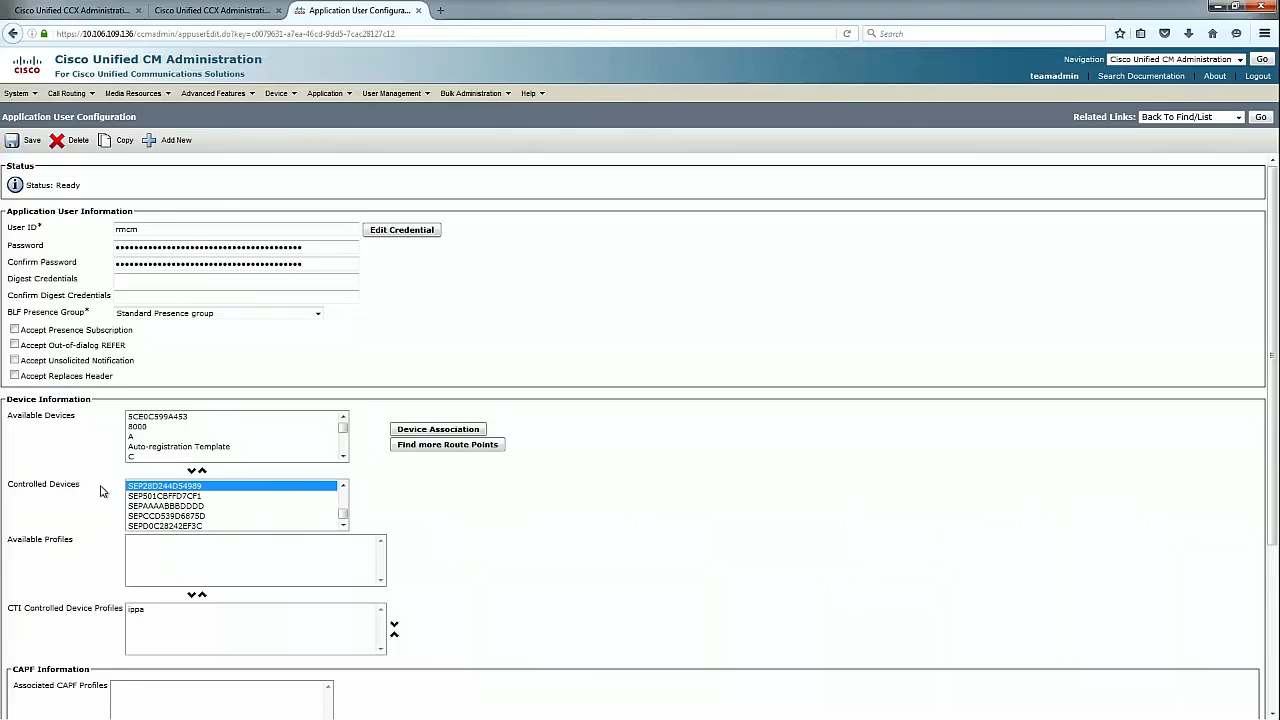 Cisco Unified CCX Administrati... × Cisco Unified CCX Administrati... × Application User Configura... × +
https://10.106.109.136/ccmadmin/appuserEdit.do?key=c0079631-a7ea-46cd-9dd5-7cac28127c12 Search
Cisco Unified CM Administration Navigation Cisco Unified CM Administration Go
CISCO For Cisco Unified Communications Solutions teamadmin Search Documentation About Logout
System Call Routing Media Resources Advanced Features Device Application User Management Bulk Administration Help
Application User Configuration Related Links: Back To Find/List Go
Save Delete Copy Add New
Status
Status: Ready
Application User Information
User ID* rmcm Edit Credential
Password ••••••••••••••••••••••••••••••••••••••••
Confirm Password ••••••••••••••••••••••••••••••••••••••••
Digest Credentials
Confirm Digest Credentials
BLF Presence Group* Standard Presence group
Accept Presence Subscription
Accept Out-of-dialog REFER
Accept Unsolicited Notification
Accept Replaces Header
Device Information
Available Devices 5CE0C599A453
8000
A
Auto-registration Template
C
Device Association
Find more Route Points
Controlled Devices SEP28D244D54989
SEP501CBFFD7CF1
SEPAAAABBBDDDD
SEPCCD539D6875D
SEPD0C28242EF3C
Available Profiles
CTI Controlled Device Profiles ippa
CAPF Information
Associated CAPF Profiles